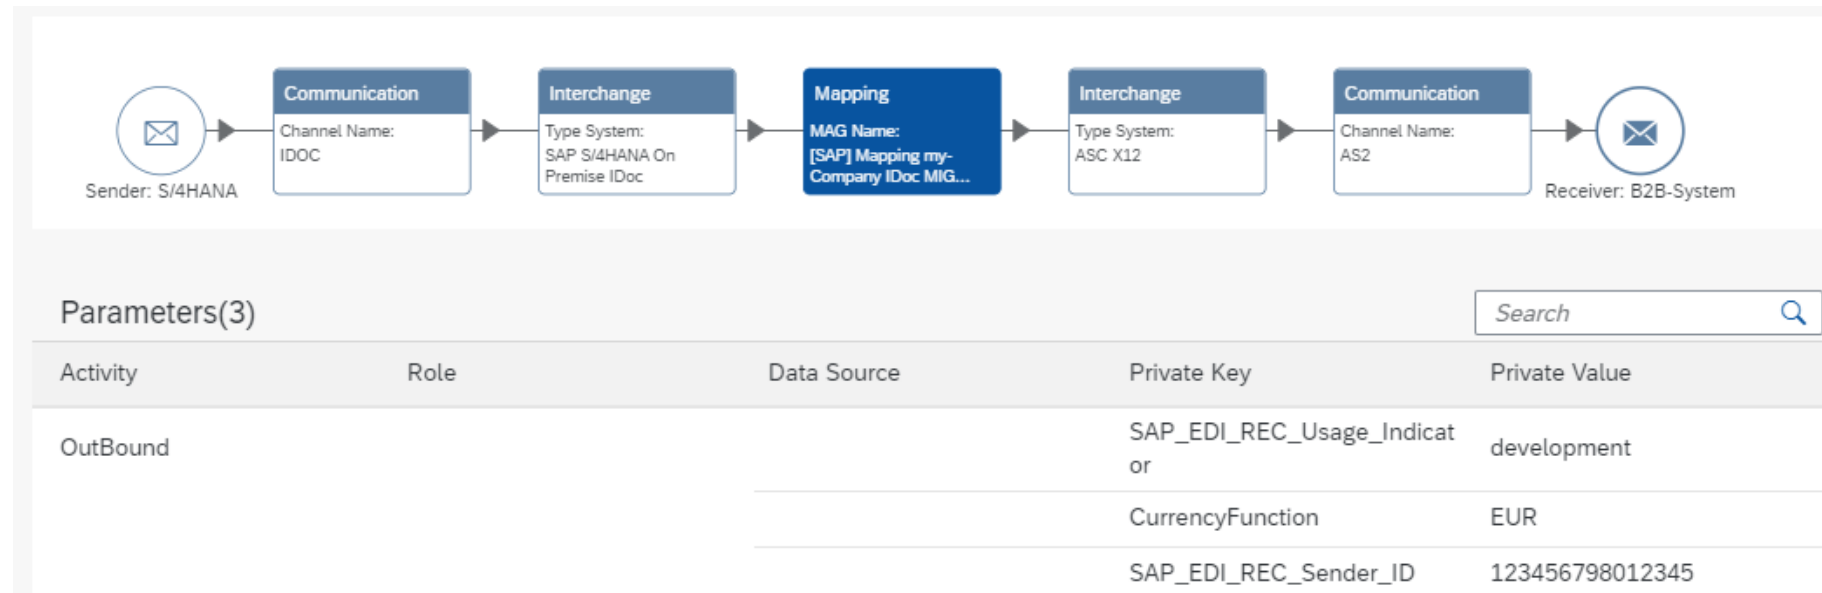 Communication
Channel Name:
IDOC
Interchange
Type System:
SAP S/4HANA On
Premise IDoc
Mapping
MAG Name:
[SAP] Mapping my-
Company IDoc MIG...
Interchange
Type System:
ASC X12
Communication
Channel Name:
AS2
Sender: S/4HANA
Receiver: B2B-System
Parameters(3)
Search
Activity Role Data Source Private Key Private Value
OutBound
SAP_EDI_REC_Usage_Indicat
or
development
CurrencyFunction EUR
SAP_EDI_REC_Sender_ID 123456798012345